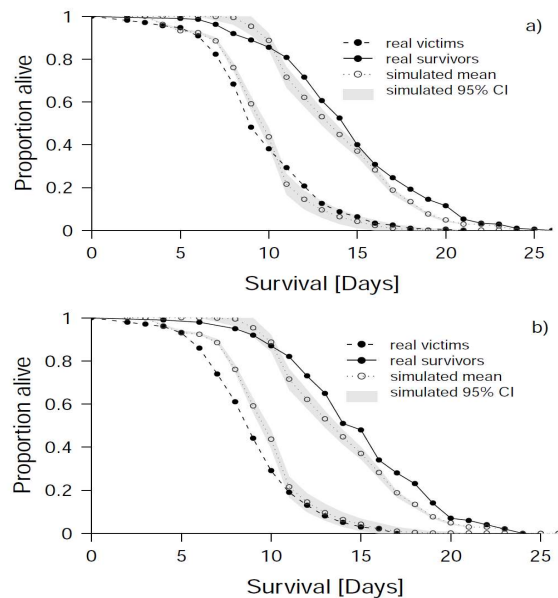 a)
1
0.8
0.6
0.4
0.2
0
Proportion alive
real victims
real survivors
simulated mean
simulated 95% CI
0 5 10 15 20 25
Survival [Days]
b)
1
0.8
0.6
0.4
0.2
0
Proportion alive
real victims
real survivors
simulated mean
simulated 95% CI
0 5 10 15 20 25
Survival [Days]